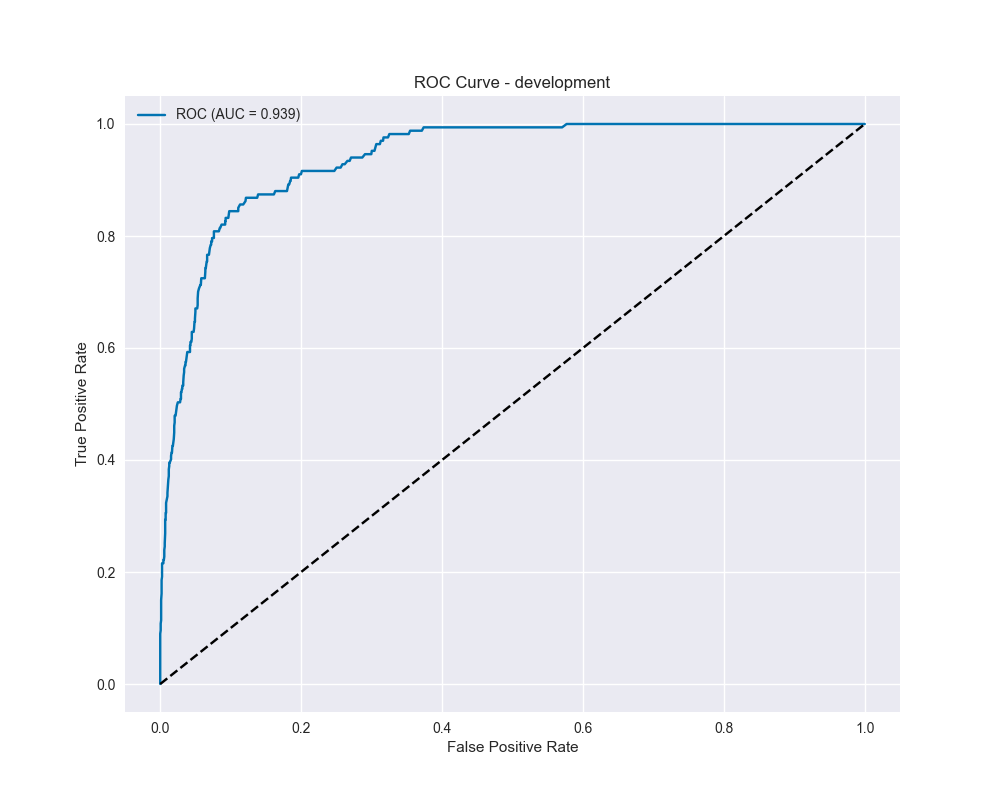 ROC Curve - development
ROC (AUC = 0.939)
1.0
0.8
0.6
0.4
0.2
0.0
True Positive Rate
0.0 0.2 0.4 0.6 0.8 1.0
False Positive Rate